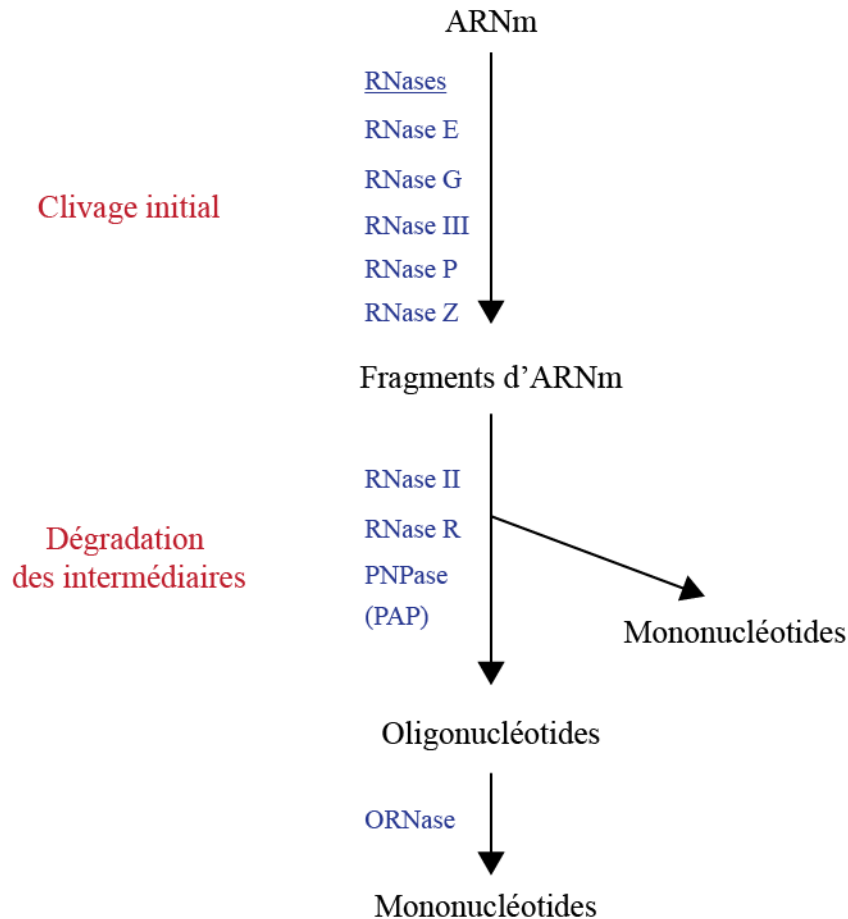 ARNm
RNases
RNase E
RNase G
Clivage initial
RNase III
RNase P
RNase Z
Fragments d’ARNm
RNase II
RNase R
Dégradation
des intermédiaires
PNPase
(PAP)
Mononucléotides
Oligonucléotides
ORNase
Mononucléotides